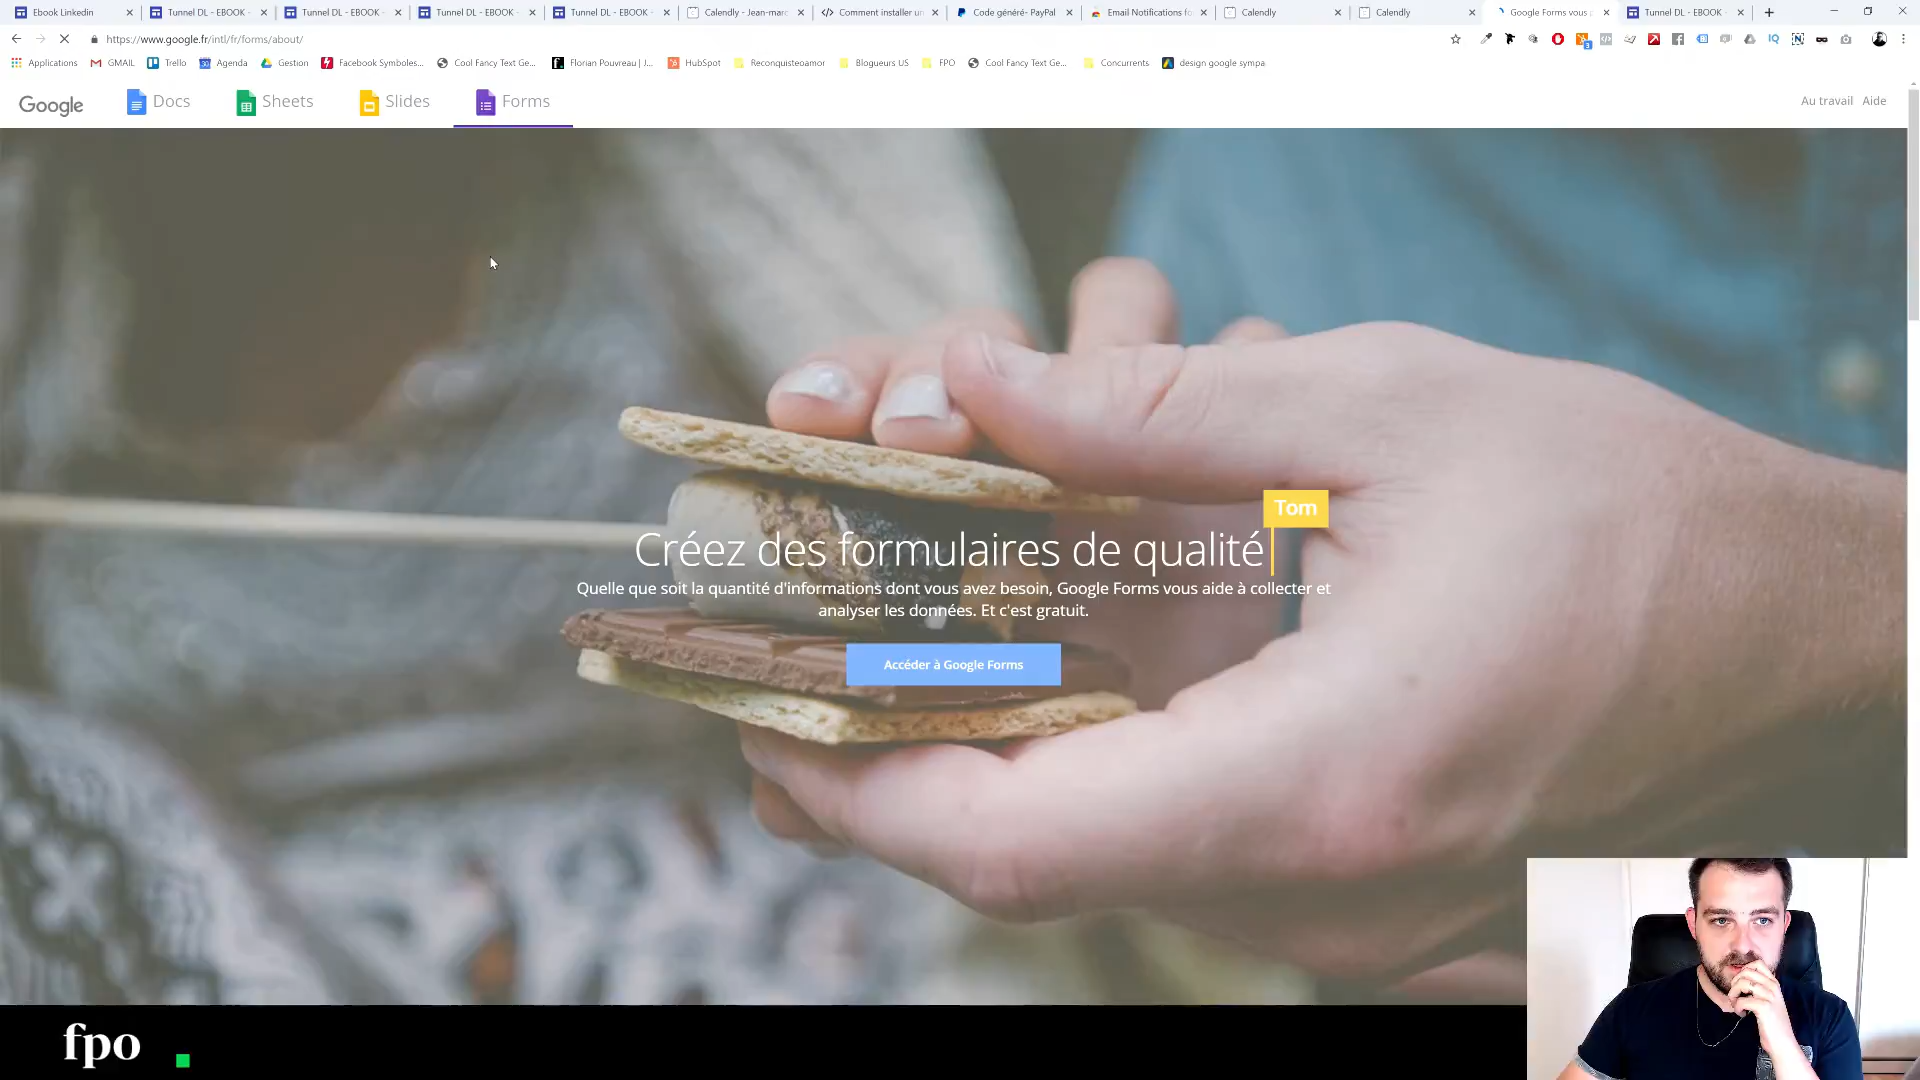 Ebook Linkedin
Tunnel DL - EBOOK -
Tunnel DL - EBOOK -
Tunnel DL - EBOOK -
Tunnel DL - EBOOK -
Calendly - Jean-marc
Comment installer un
Code généré- PayPal
Email Notifications fo
Calendly
Calendly
Google Forms vous
Tunnel DL - EBOOK
https://www.google.fr/intl/fr/forms/about/
Applications
GMAIL
Trello
Agenda
Gestion
Facebook Symboles...
Cool Fancy Text Ge...
Florian Pouvreau | J...
HubSpot
Reconquisteoamor
Blogueurs US
FPO
Cool Fancy Text Ge...
Concurrents
design google sympa
Google
Docs
Sheets
Slides
Forms
Au travail
Aide
Tom
Créez des formulaires de qualité
Quelle que soit la quantité d'informations dont vous avez besoin, Google Forms vous aide à collecter et
analyser les données. Et c'est gratuit.
Accéder à Google Forms
fpo